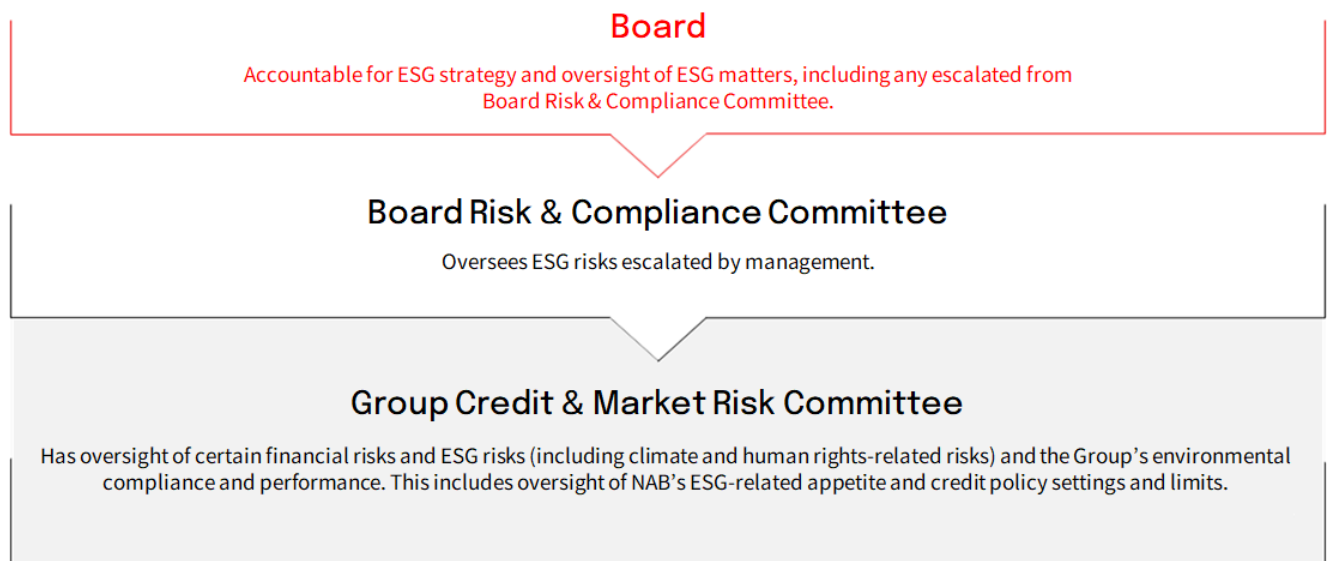 Board
Accountable for ESG strategy and oversight of ESG matters, including any escalated from
Board Risk & Compliance Committee.
Board Risk & Compliance Committee
Oversees ESG risks escalated by management.
Group Credit & Market Risk Committee
Has oversight of certain financial risks and ESG risks (including climate and human rights-related risks) and the Group’s environmental
compliance and performance. This includes oversight of NAB’s ESG-related appetite and credit policy settings and limits.